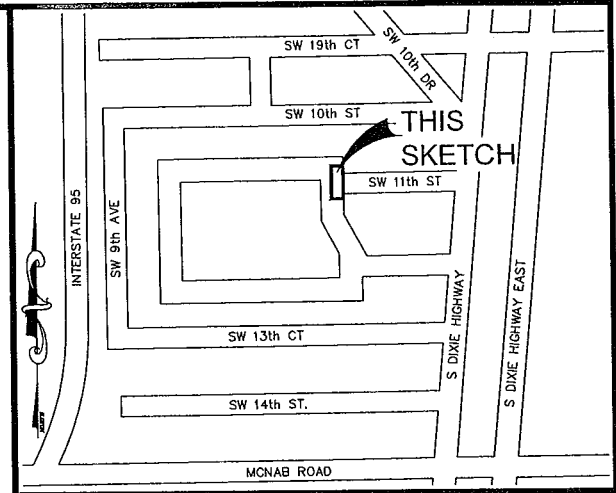 SW 19th CT
SW 10th DR
SW 10th ST
THIS
SKETCH
SW 11th ST
INTERSTATE 95
SW 9th AVE
S DIXIE HIGHWAY
S DIXIE HIGHWAY EAST
SW 13th CT
SW 14th ST.
MCNAB ROAD